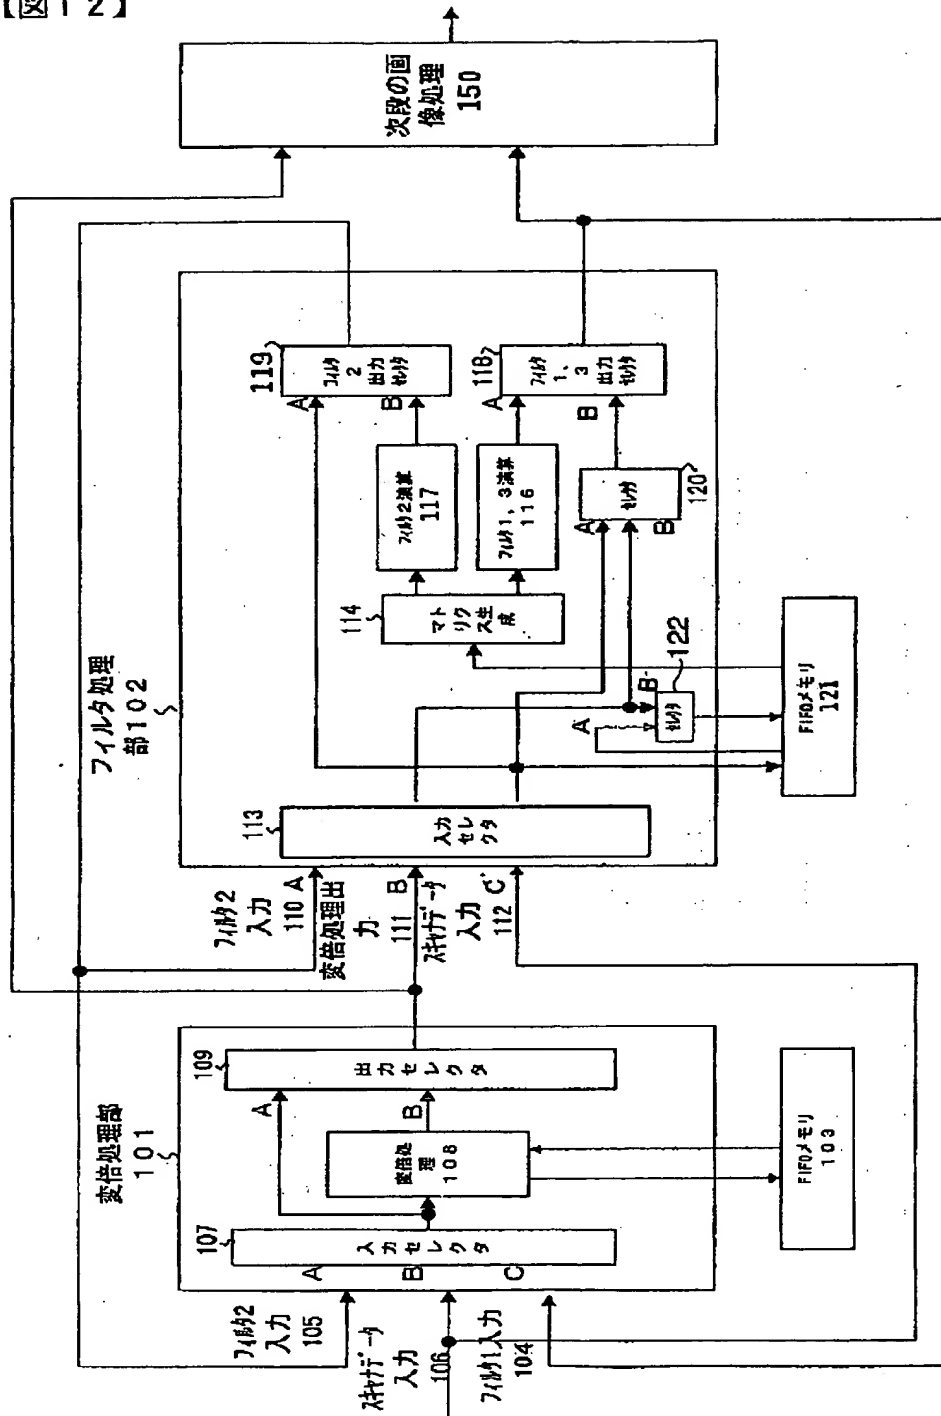 【図１２】
次段の画
像処理
150
フィルタ処理
部102
119
フィルタ
2
出力
セレクタ
A
B
118
フィルタ
1、3
出力
セレクタ
A
B
フィルタ2演算
117
フィルタ1、3演算
116
セレクタ
120
A
B
114
マト
リクス生
成
122
セレクタ
A
B
FIFOメモリ
121
113
入力
セレ
クタ
フィルタ2
入力
110 A
変倍処理出
力
111 B
スキャナデータ
入力
112 C
変倍処理部
101
109
出力セレクタ
A
B
変倍処
理
108
FIFOメモリ
103
107
入力セレクタ
A
B
C
フィルタ2
入力
105
スキャナデータ
入力
106
フィルタ1入力
104